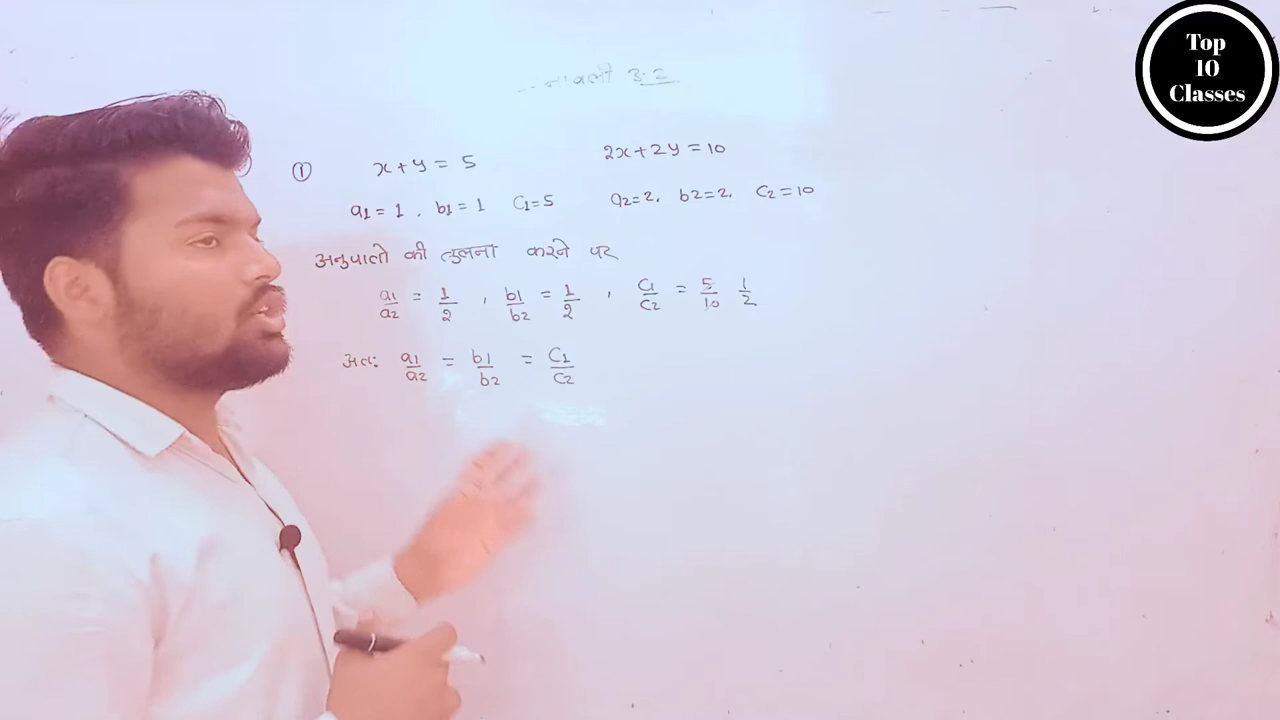 Top
10
Classes
3.2
① x+y = 5 2x+2y = 10
a1 = 1 , b1 = 1 C1=5 a2=2, b2=2, C2=10
अनुपातो की तुलना करने पर
a1/a2 = 1/2 , b1/b2 = 1/2 , C1/C2 = 5/10 1/2
अतः a1/a2 = b1/b2 = C1/C2